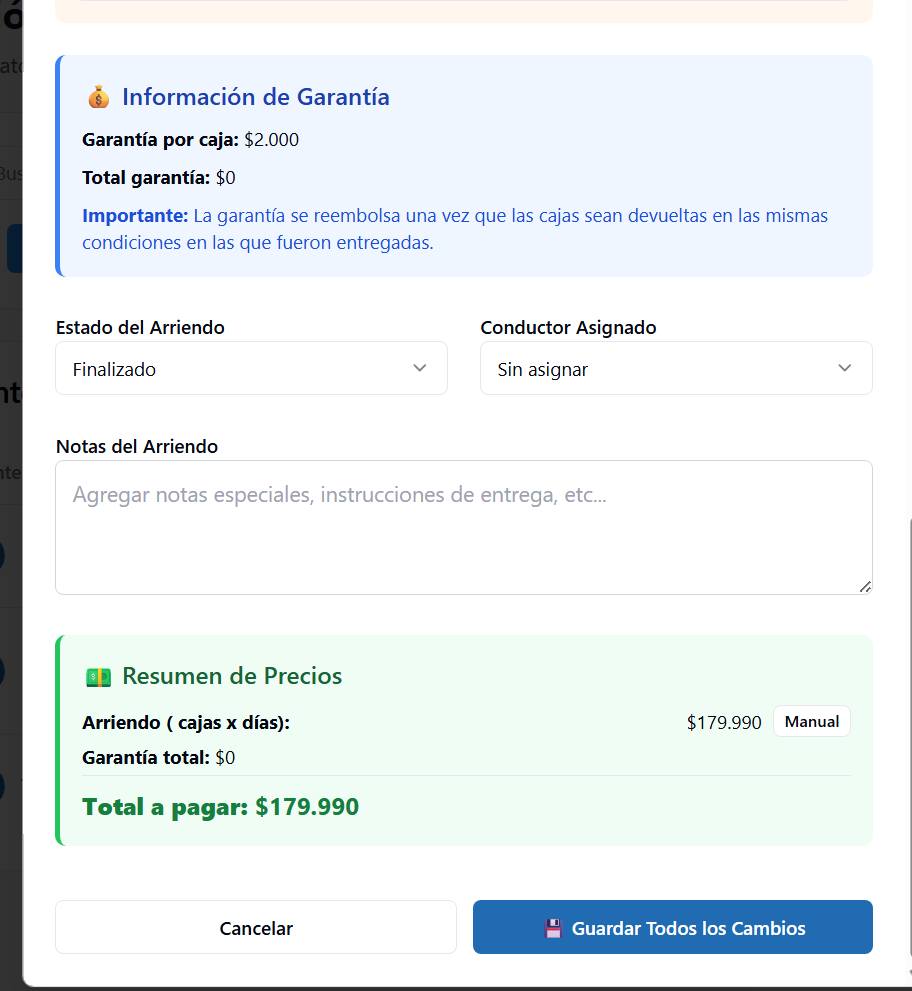 Información de Garantía
Garantía por caja: $2.000
Total garantía: $0
Importante: La garantía se reembolsa una vez que las cajas sean devueltas en las mismas
condiciones en las que fueron entregadas.
Estado del Arriendo
Conductor Asignado
Finalizado
Sin asignar
Notas del Arriendo
Agregar notas especiales, instrucciones de entrega, etc...
Resumen de Precios
Arriendo ( cajas x días):
$179.990
Manual
Garantía total: $0
Total a pagar: $179.990
Cancelar
Guardar Todos los Cambios